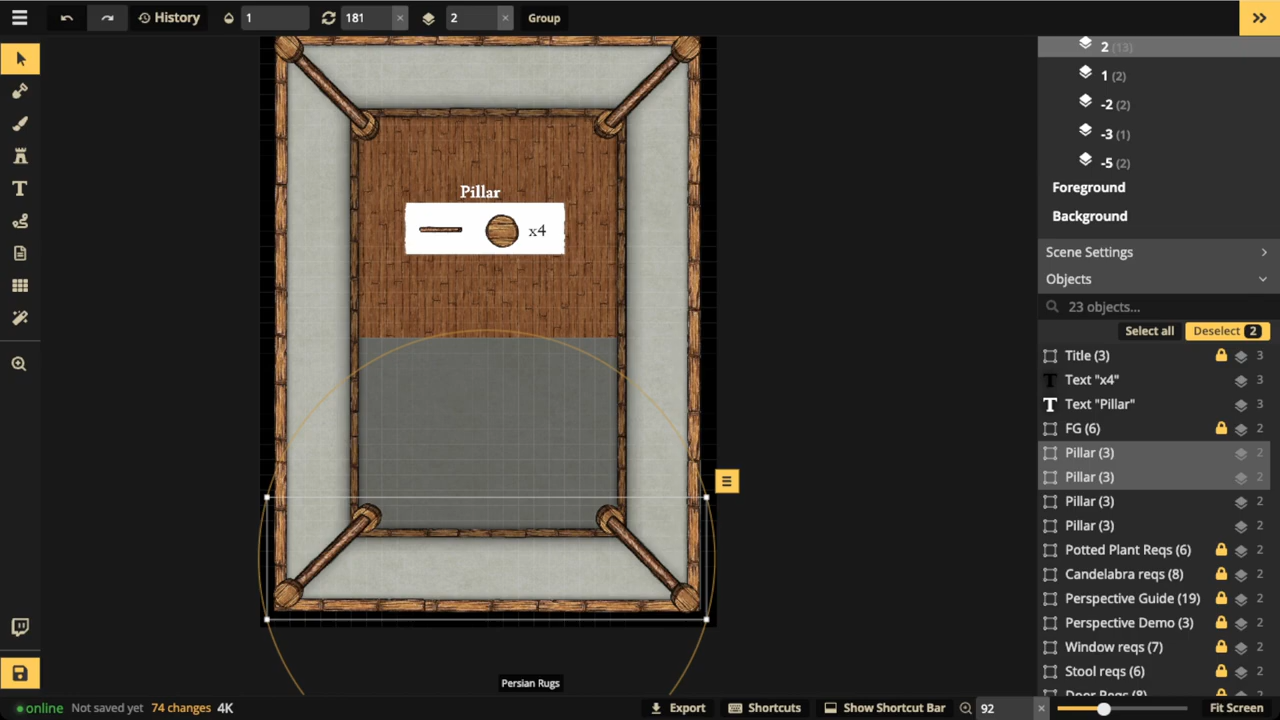 History 1 181 × 2 × Group
2 (13)
1 (2)
-2 (2)
-3 (1)
-5 (2)
Foreground
Background
Scene Settings
Objects
23 objects...
Select all Deselect 2
Title (3) 3
Text "x4" 3
Text "Pillar" 3
FG (6) 2
Pillar (3) 2
Pillar (3) 2
Pillar (3) 2
Pillar (3) 2
Potted Plant Reqs (6) 2
Candelabra reqs (8) 2
Perspective Guide (19) 2
Perspective Demo (3) 2
Window reqs (7) 2
Stool reqs (6) 2
Door Reqs (8) 2
Pillar
x4
Persian Rugs
online Not saved yet 74 changes 4K Export Shortcuts Show Shortcut Bar 92 × Fit Screen